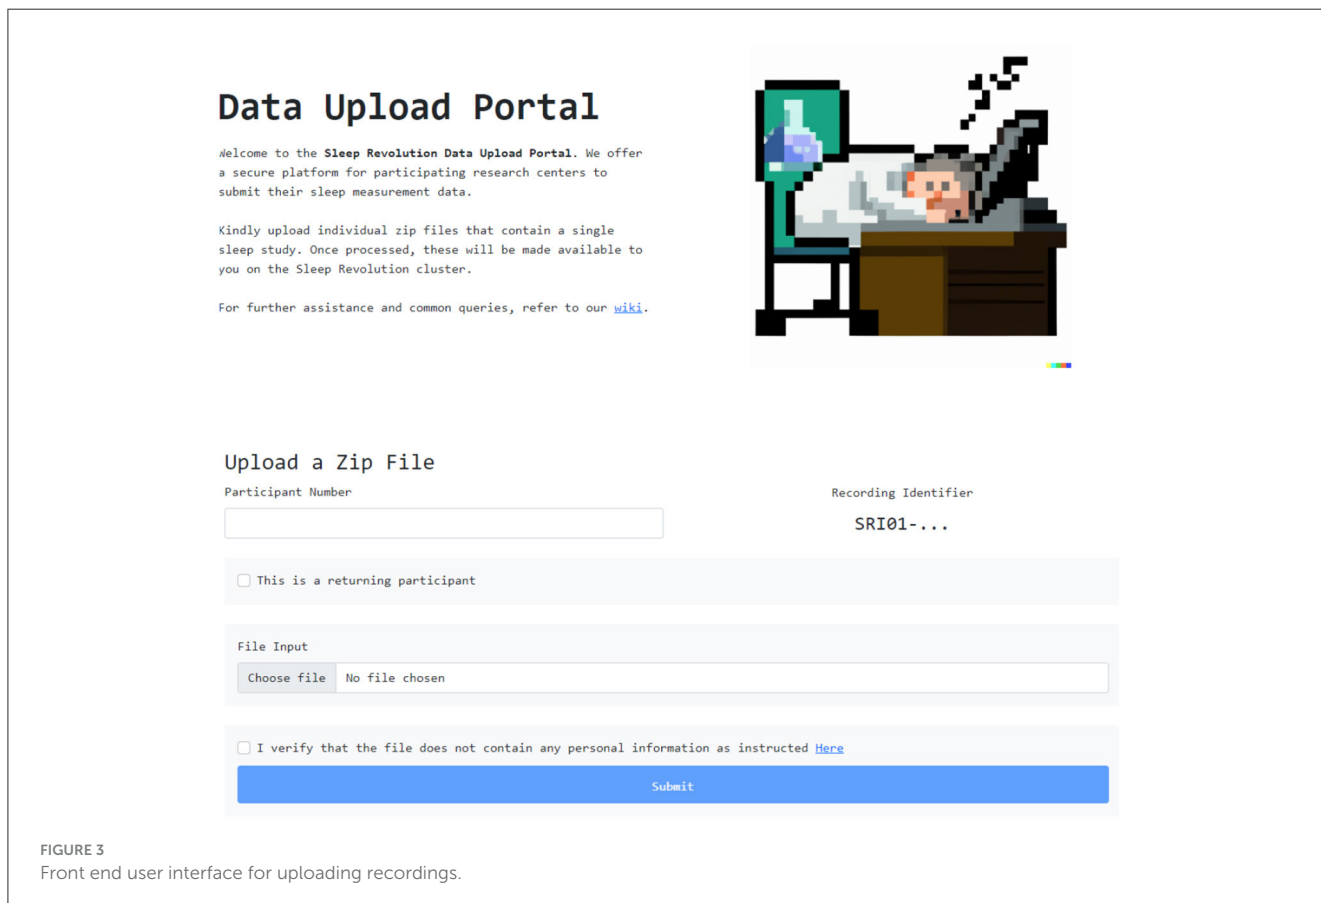 Data Upload Portal
Welcome to the Sleep Revolution Data Upload Portal. We offer
a secure platform for participating research centers to
submit their sleep measurement data.
Kindly upload individual zip files that contain a single
sleep study. Once processed, these will be made available to
you on the Sleep Revolution cluster.
For further assistance and common queries, refer to our wiki.
Upload a Zip File
Participant Number
Recording Identifier
SRI01-...
This is a returning participant
File Input
Choose file No file chosen
I verify that the file does not contain any personal information as instructed Here
Submit
FIGURE 3
Front end user interface for uploading recordings.